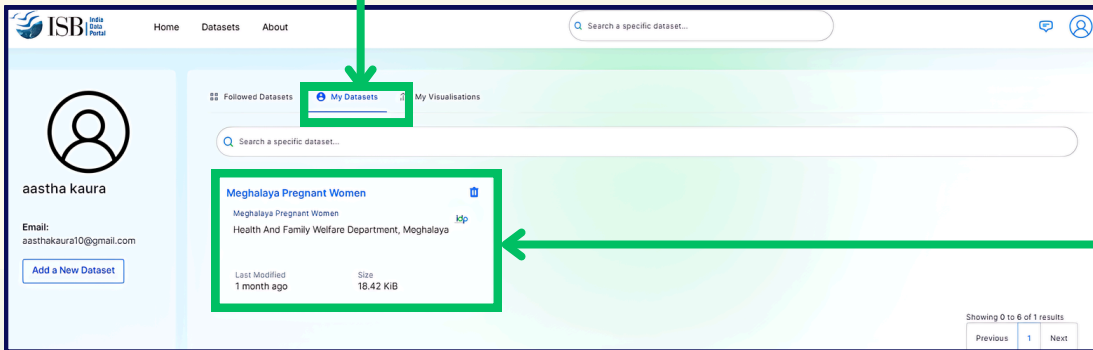 ISB India Data Portal
Home Datasets About
Search a specific dataset...
Followed Datasets My Datasets My Visualisations
Search a specific dataset...
aastha kaura
Email:
aasthakaura10@gmail.com
Add a New Dataset
Meghalaya Pregnant Women
Meghalaya Pregnant Women
idp
Health And Family Welfare Department, Meghalaya
Last Modified Size
1 month ago 18.42 KiB
Showing 0 to 6 of 1 results
Previous 1 Next